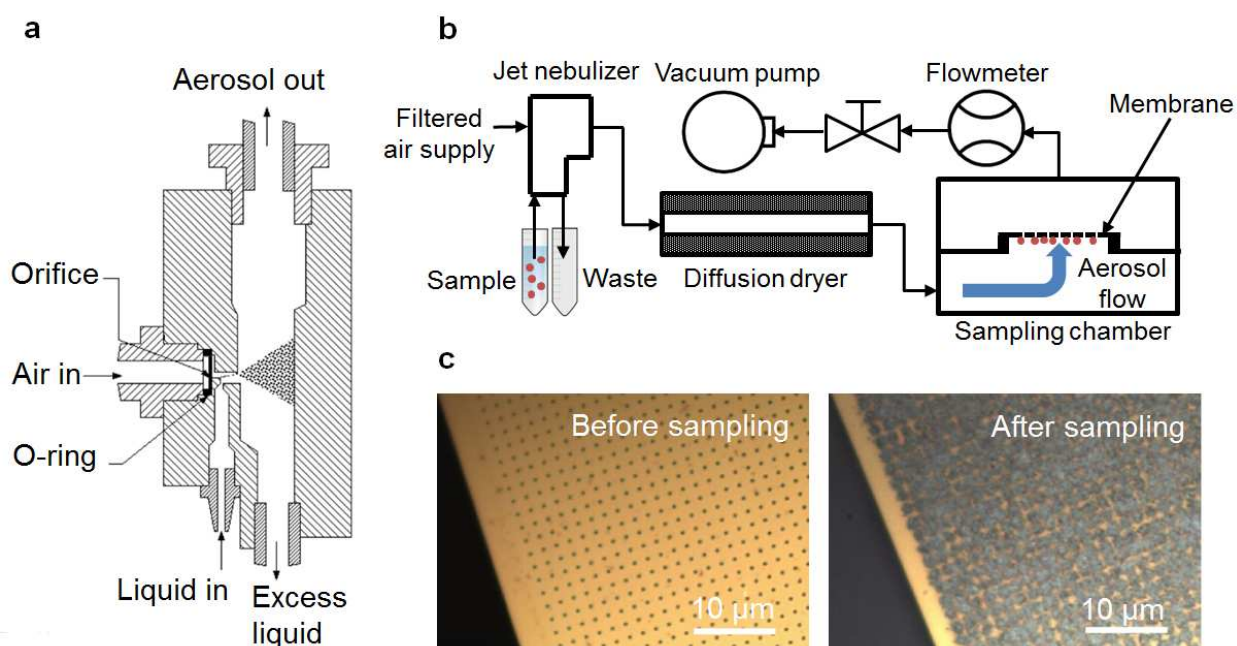 a
Aerosol out
Orifice
Air in
O-ring
Liquid in
Excess
liquid
b
Jet nebulizer
Vacuum pump
Flowmeter
Membrane
Filtered
air supply
Sample
Waste
Diffusion dryer
Aerosol
flow
Sampling chamber
c
Before sampling
10 µm
After sampling
10 µm